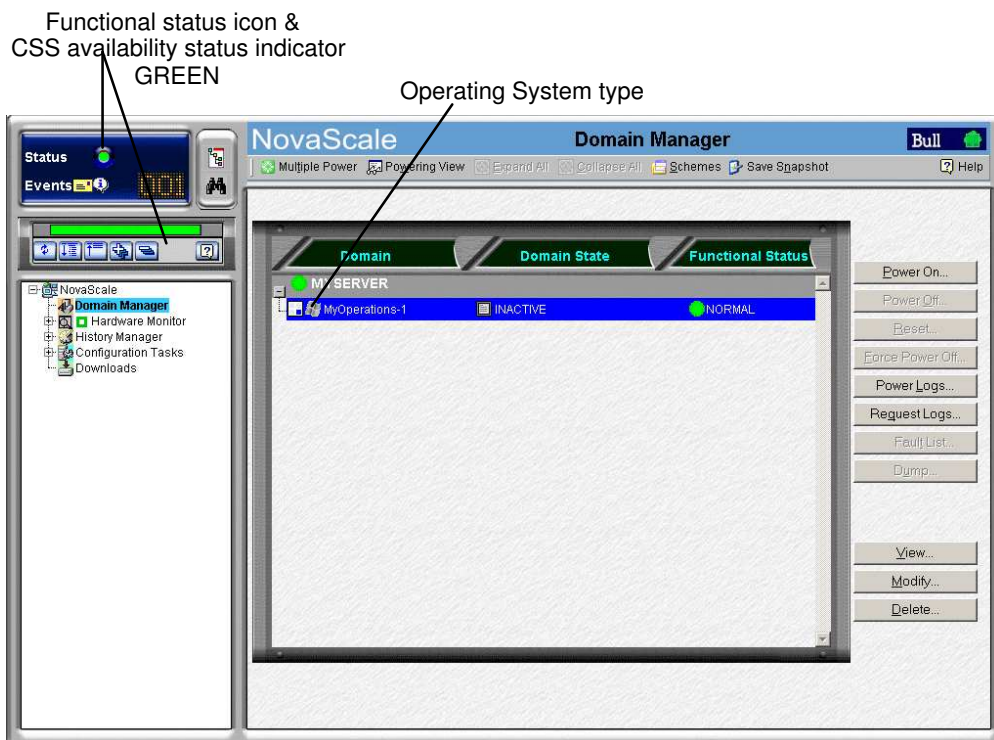 Functional status icon &
CSS availability status indicator
GREEN
Operating System type
Status
Events
001
NovaScale
Domain Manager
Bull
Multiple Power
Powering View
Expand All
Collapse All
Schemes
Save Snapshot
Help
NovaScale
Domain Manager
Hardware Monitor
History Manager
Configuration Tasks
Downloads
Domain
Domain State
Functional Status
MY SERVER
MyOperations-1
INACTIVE
NORMAL
Power On...
Power Off...
Reset...
Force Power Off...
Power Logs...
Request Logs...
Fault List...
Dump...
View...
Modify...
Delete...